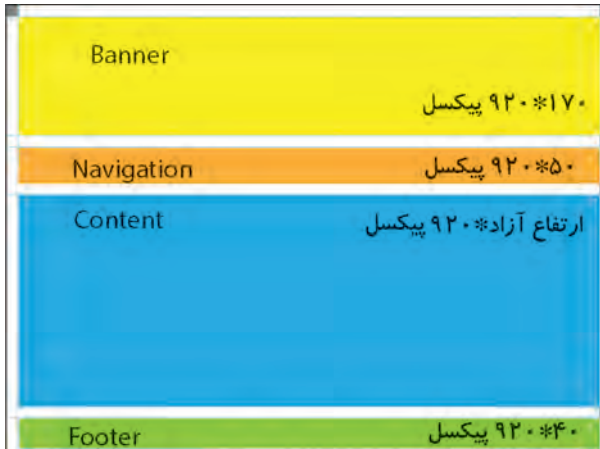 Banner
۹۲۰*۱۷۰ پیکسل
Navigation
۹۲۰*۵۰ پیکسل
Content
ارتفاع آزاد*۹۲۰ پیکسل
Footer
۹۲۰*۴۰ پیکسل